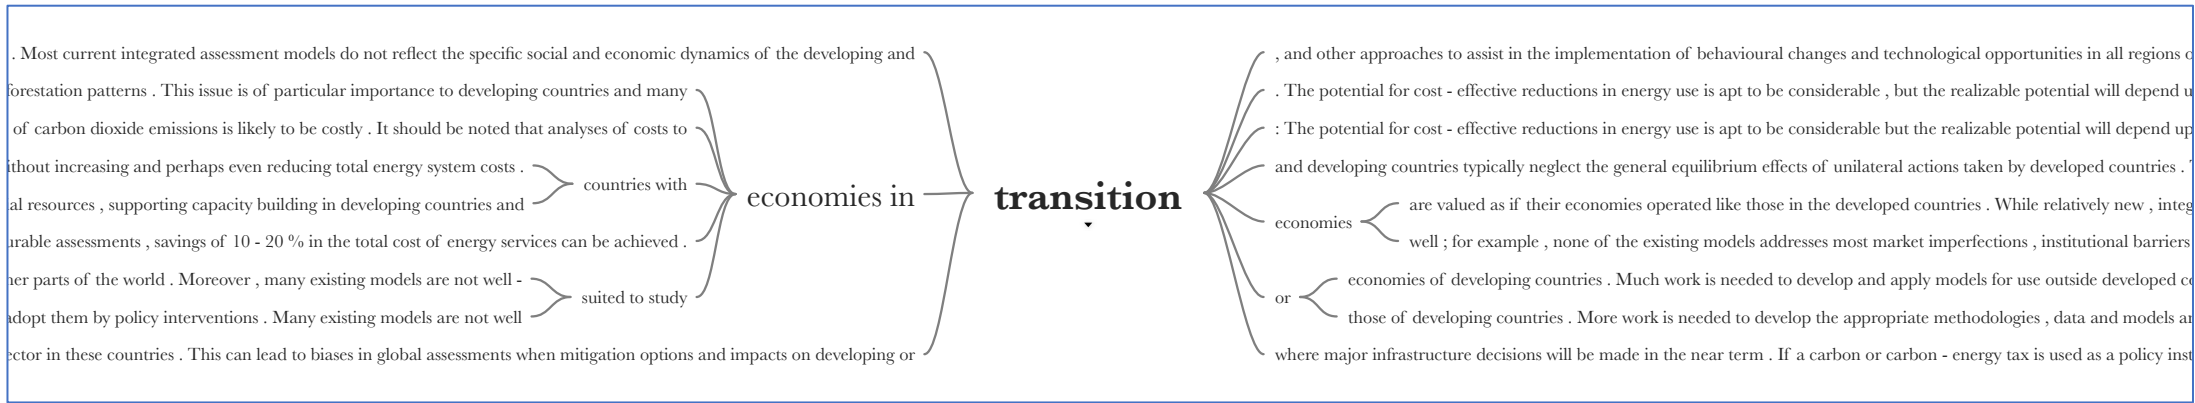 . Most current integrated assessment models do not reflect the specific social and economic dynamics of the developing and
forestation patterns . This issue is of particular importance to developing countries and many
of carbon dioxide emissions is likely to be costly . It should be noted that analyses of costs to
ithout increasing and perhaps even reducing total energy system costs .
countries with
al resources , supporting capacity building in developing countries and
urable assessments , savings of 10 - 20 % in the total cost of energy services can be achieved .
her parts of the world . Moreover , many existing models are not well -
suited to study
adopt them by policy interventions . Many existing models are not well
ector in these countries . This can lead to biases in global assessments when mitigation options and impacts on developing or
economies in
transition
, and other approaches to assist in the implementation of behavioural changes and technological opportunities in all regions o
. The potential for cost - effective reductions in energy use is apt to be considerable , but the realizable potential will depend u
: The potential for cost - effective reductions in energy use is apt to be considerable but the realizable potential will depend up
and developing countries typically neglect the general equilibrium effects of unilateral actions taken by developed countries . T
economies
are valued as if their economies operated like those in the developed countries . While relatively new , integ
well ; for example , none of the existing models addresses most market imperfections , institutional barriers
or
economies of developing countries . Much work is needed to develop and apply models for use outside developed co
those of developing countries . More work is needed to develop the appropriate methodologies , data and models an
where major infrastructure decisions will be made in the near term . If a carbon or carbon - energy tax is used as a policy inst